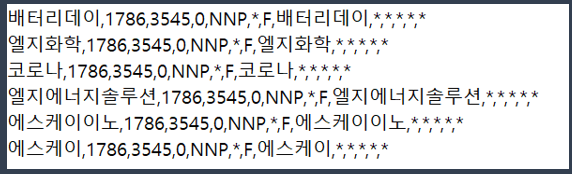 배터리데이,1786,3545,0,NNP,*,F,배터리데이,*,*,*,*,*
엘지화학,1786,3545,0,NNP,*,F,엘지화학,*,*,*,*,*
코로나,1786,3545,0,NNP,*,F,코로나,*,*,*,*,*
엘지에너지솔루션,1786,3545,0,NNP,*,F,엘지에너지솔루션,*,*,*,*,*
에스케이이노,1786,3545,0,NNP,*,F,에스케이이노,*,*,*,*,*
에스케이,1786,3545,0,NNP,*,F,에스케이,*,*,*,*,*